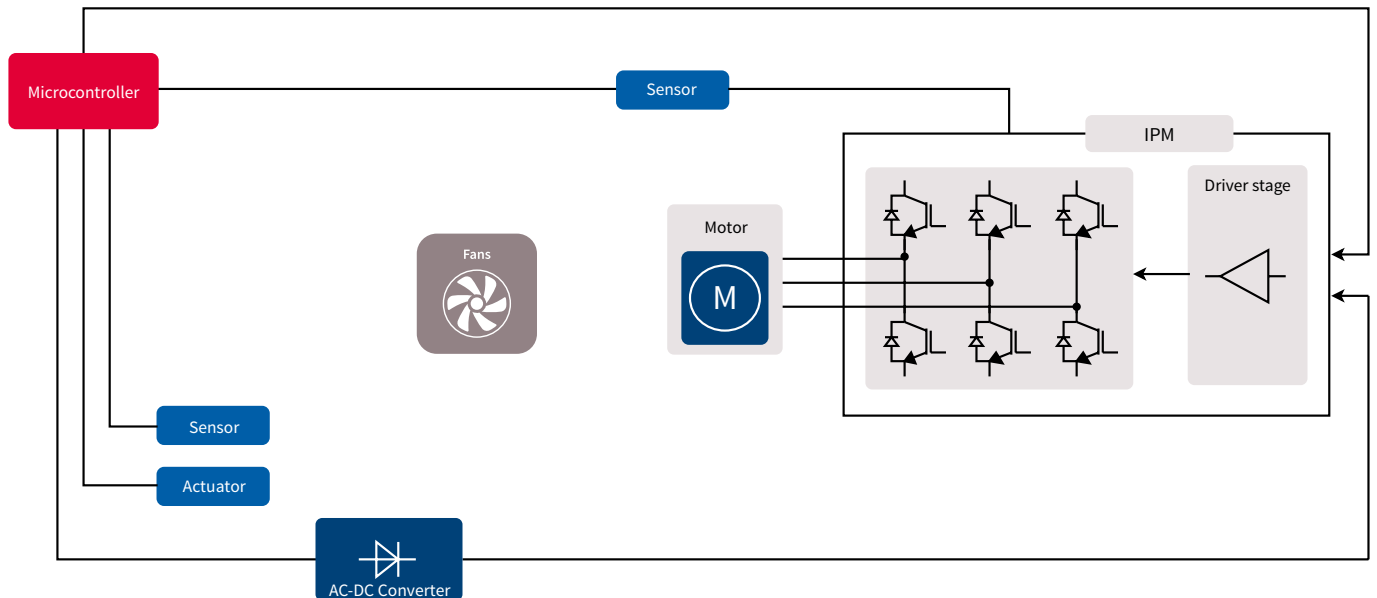 Microcontroller
Sensor
IPM
Driver stage
Motor
M
Fans
Sensor
Actuator
AC-DC Converter